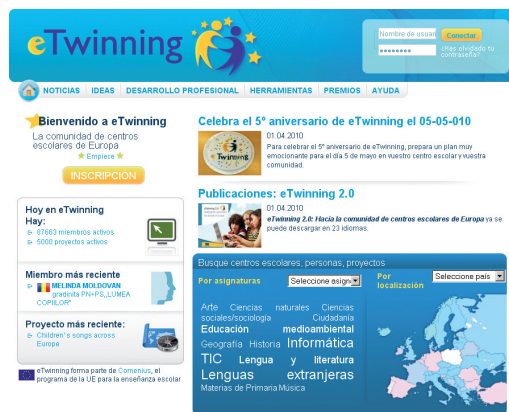 eTwinning
Nombre de usuar
Conectar
¿Has olvidado tu
contraseña?
NOTICIAS
IDEAS
DESARROLLO PROFESIONAL
HERRAMIENTAS
PREMIOS
AYUDA
Bienvenido a eTwinning
La comunidad de centros
escolares de Europa
Empiece
INSCRIPCIÓN
Hoy en eTwinning
Hay:
87663 miembros activos
5000 proyectos activos
Miembro más reciente
MELINDA MOLDOVAN
gradinita PN+PS,,LUMEA
COPIILOR"
Proyecto más reciente:
Children´s songs across
Europe
eTwinning forma parte de Comenius, el
programa de la UE para la enseñanza escolar
Celebra el 5º aniversario de eTwinning el 05-05-010
01.04.2010
Para celebrar el 5º aniversario de eTwinning, prepara un plan muy
emocionante para el día 5 de mayo en vuestro centro escolar y vuestra
comunidad.
Twinning
Publicaciones: eTwinning 2.0
01.04.2010
eTwinning 2.0: Hacia la comunidad de centros escolares de Europa ya se
puede descargar en 23 idiomas.
Busque centros escolares, personas, proyectos
Por asignaturas
Seleccione asign
Por
localización
Seleccione país
Arte Ciencias naturales Ciencias
sociales/sociología Ciudadanía
Educación medioambiental
Geografía Historia Informática
TIC Lengua y literatura
Lenguas extranjeras
Materias de Primaria Música